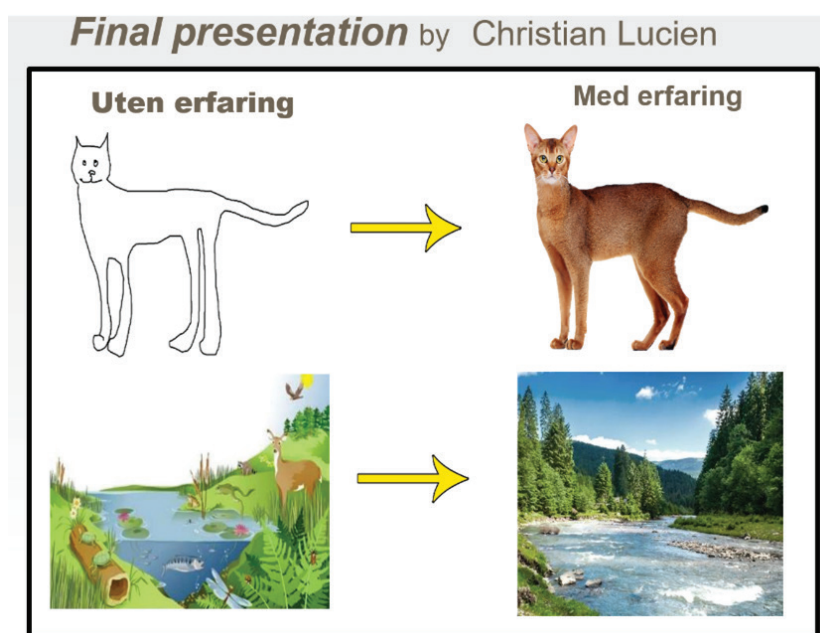 Final presentation by Christian Lucien
Uten erfaring
Med erfaring